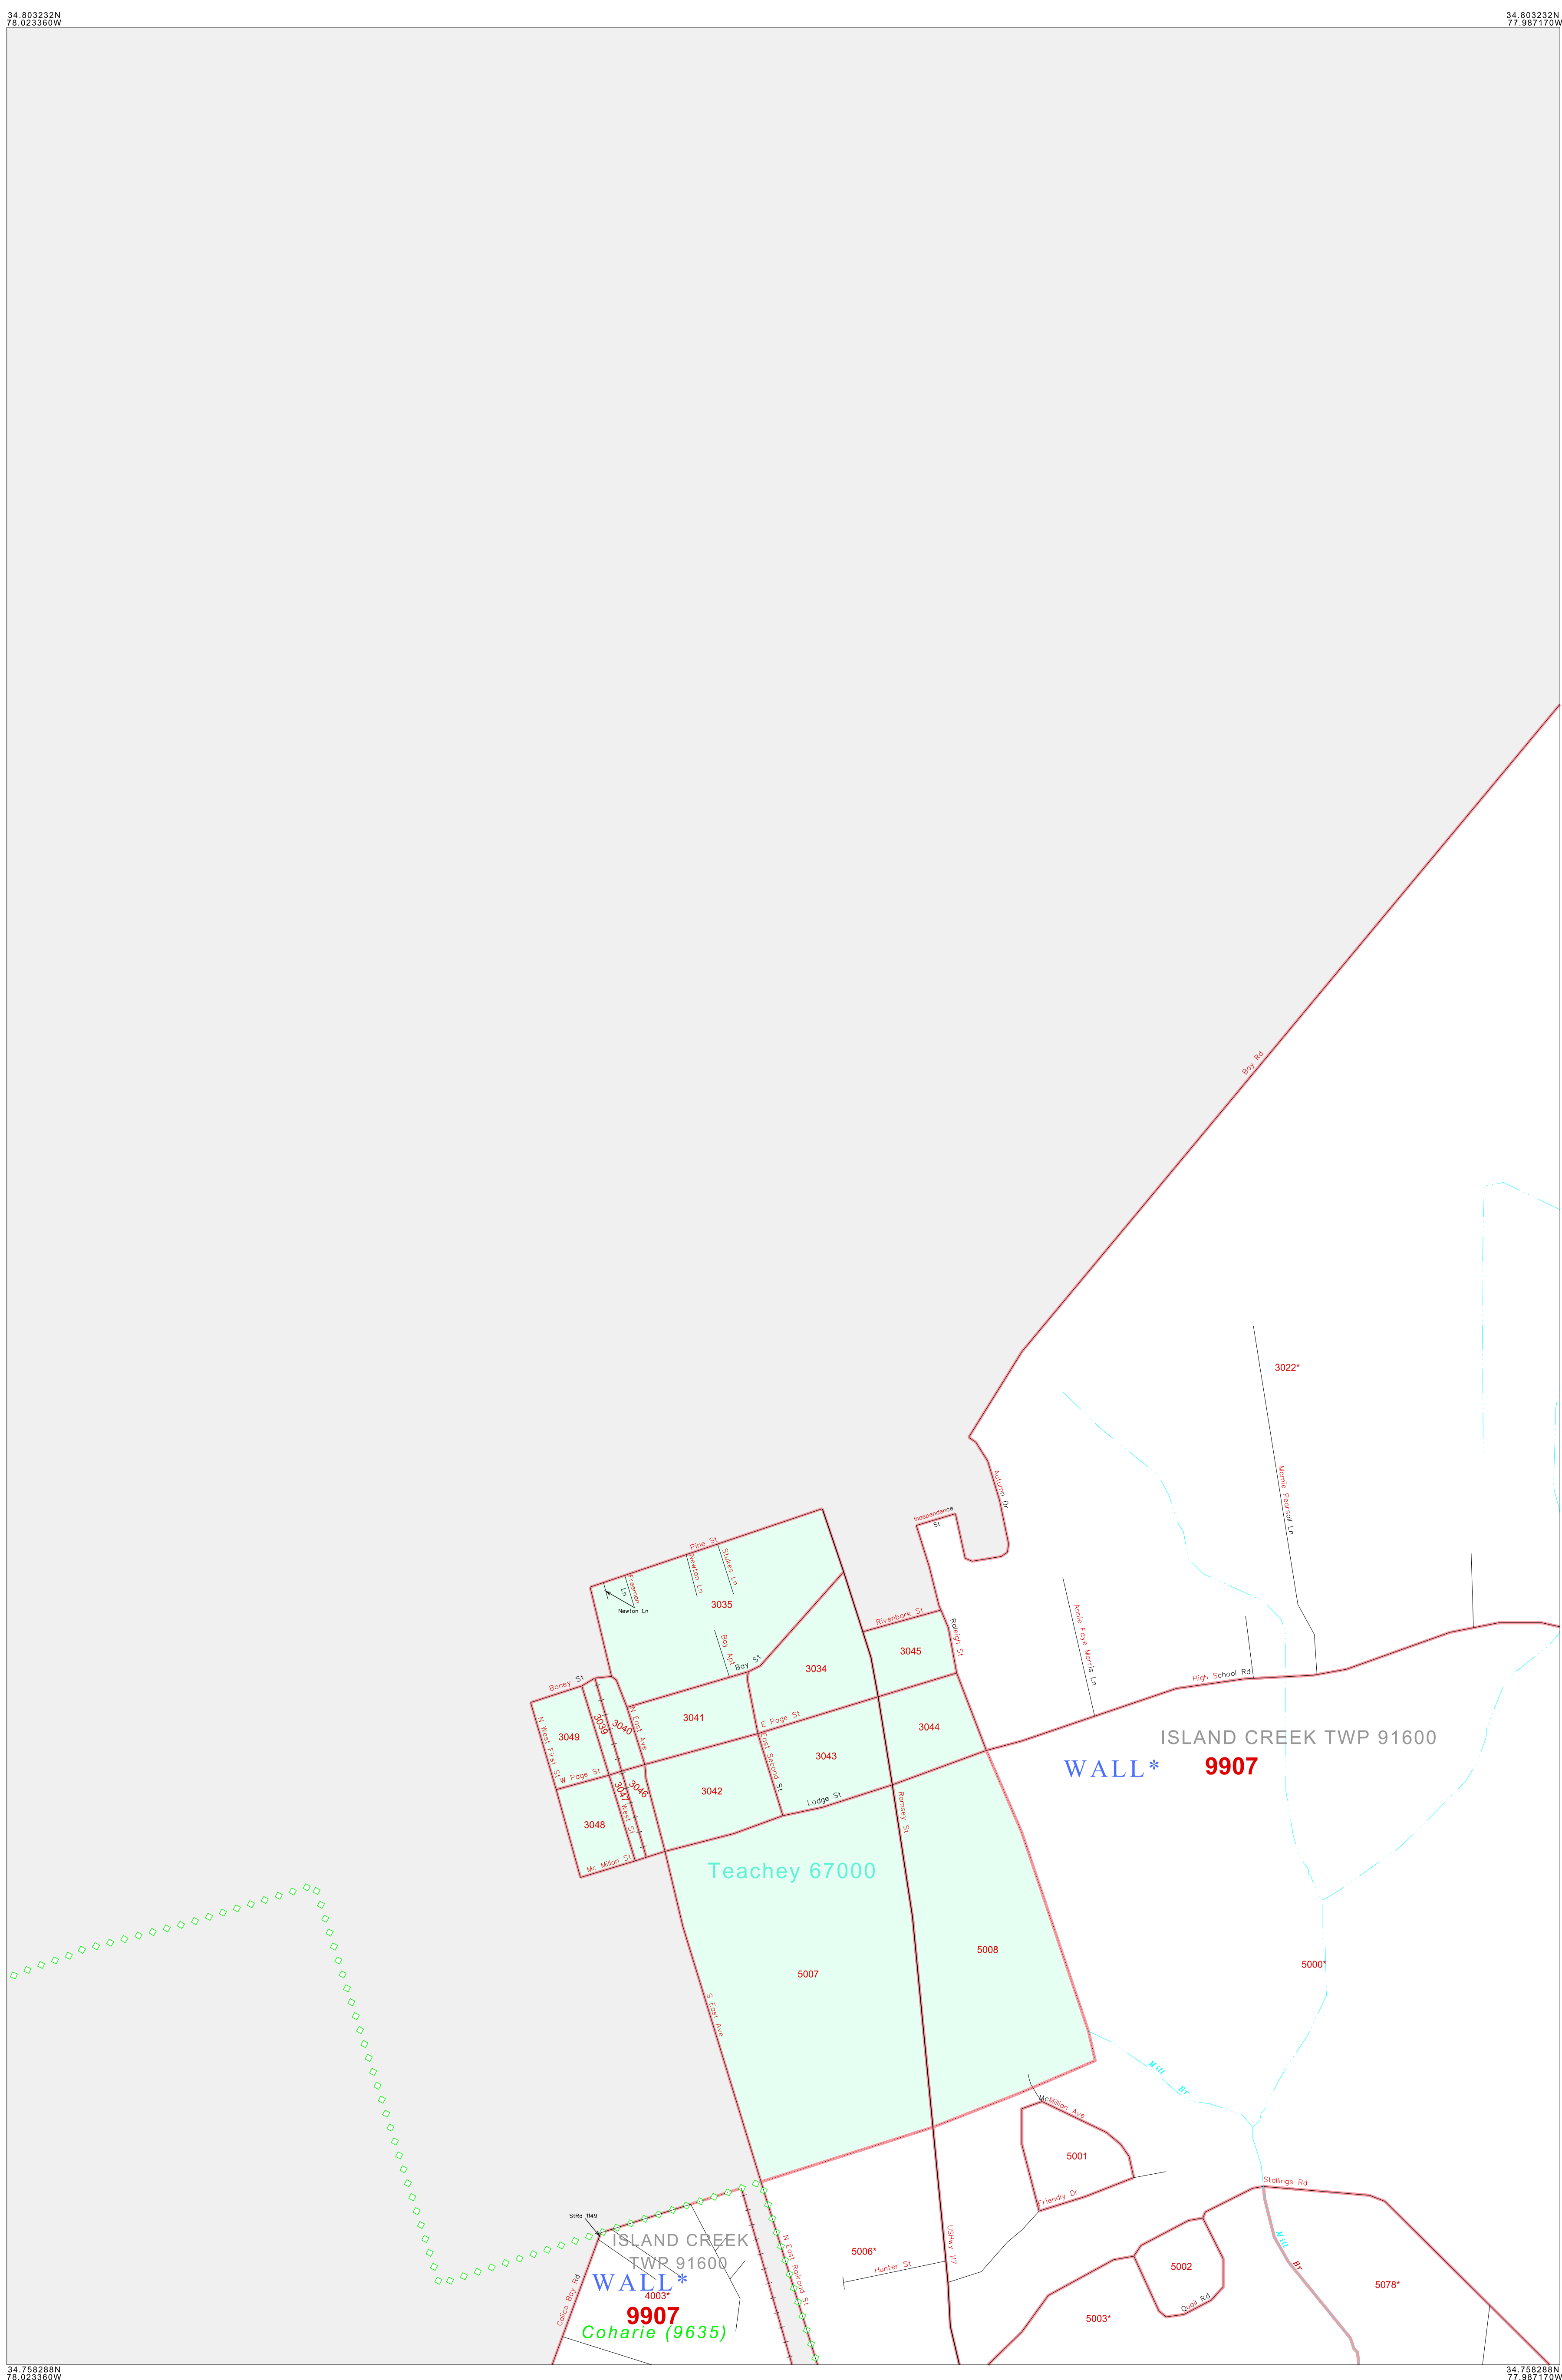 34.803232N
78.023360W
34.803232N
77.987170W
Bay Rd
3022*
Autumn Dr
Mamie Pearsall Ln
Independence
St
Pine St
Stukes Ln
Newton Ln
Freeman
Ln
Newton Ln
3035
Annie Faye Morris Ln
Rivenbark St
Raleigh St
Bay Apt
Bay St
3045
3034
High School Rd
Boney St
N West First St
3049
3039
3040
N East Ave
3041
E Page St
3044
ISLAND CREEK TWP 91600
WALL*
9907
East Second St
3043
W Page St
3047
3046
West St
3042
Lodge St
Ramsey St
3048
Mc Millan St
Teachey 67000
5008
5000*
5007
S East Ave
Mill Br
McMillan Ave
5001
Friendly Dr
Stallings Rd
StRd 1149
ISLAND CREEK
TWP 91600
WALL*
4003*
9907
Coharie (9635)
Calico Bay Rd
N East Railroad St
5006*
Hunter St
USHwy 117
Mill Br
5002
Quail Rd
5078*
5003*
34.758288N
78.023360W
34.758288N
77.987170W